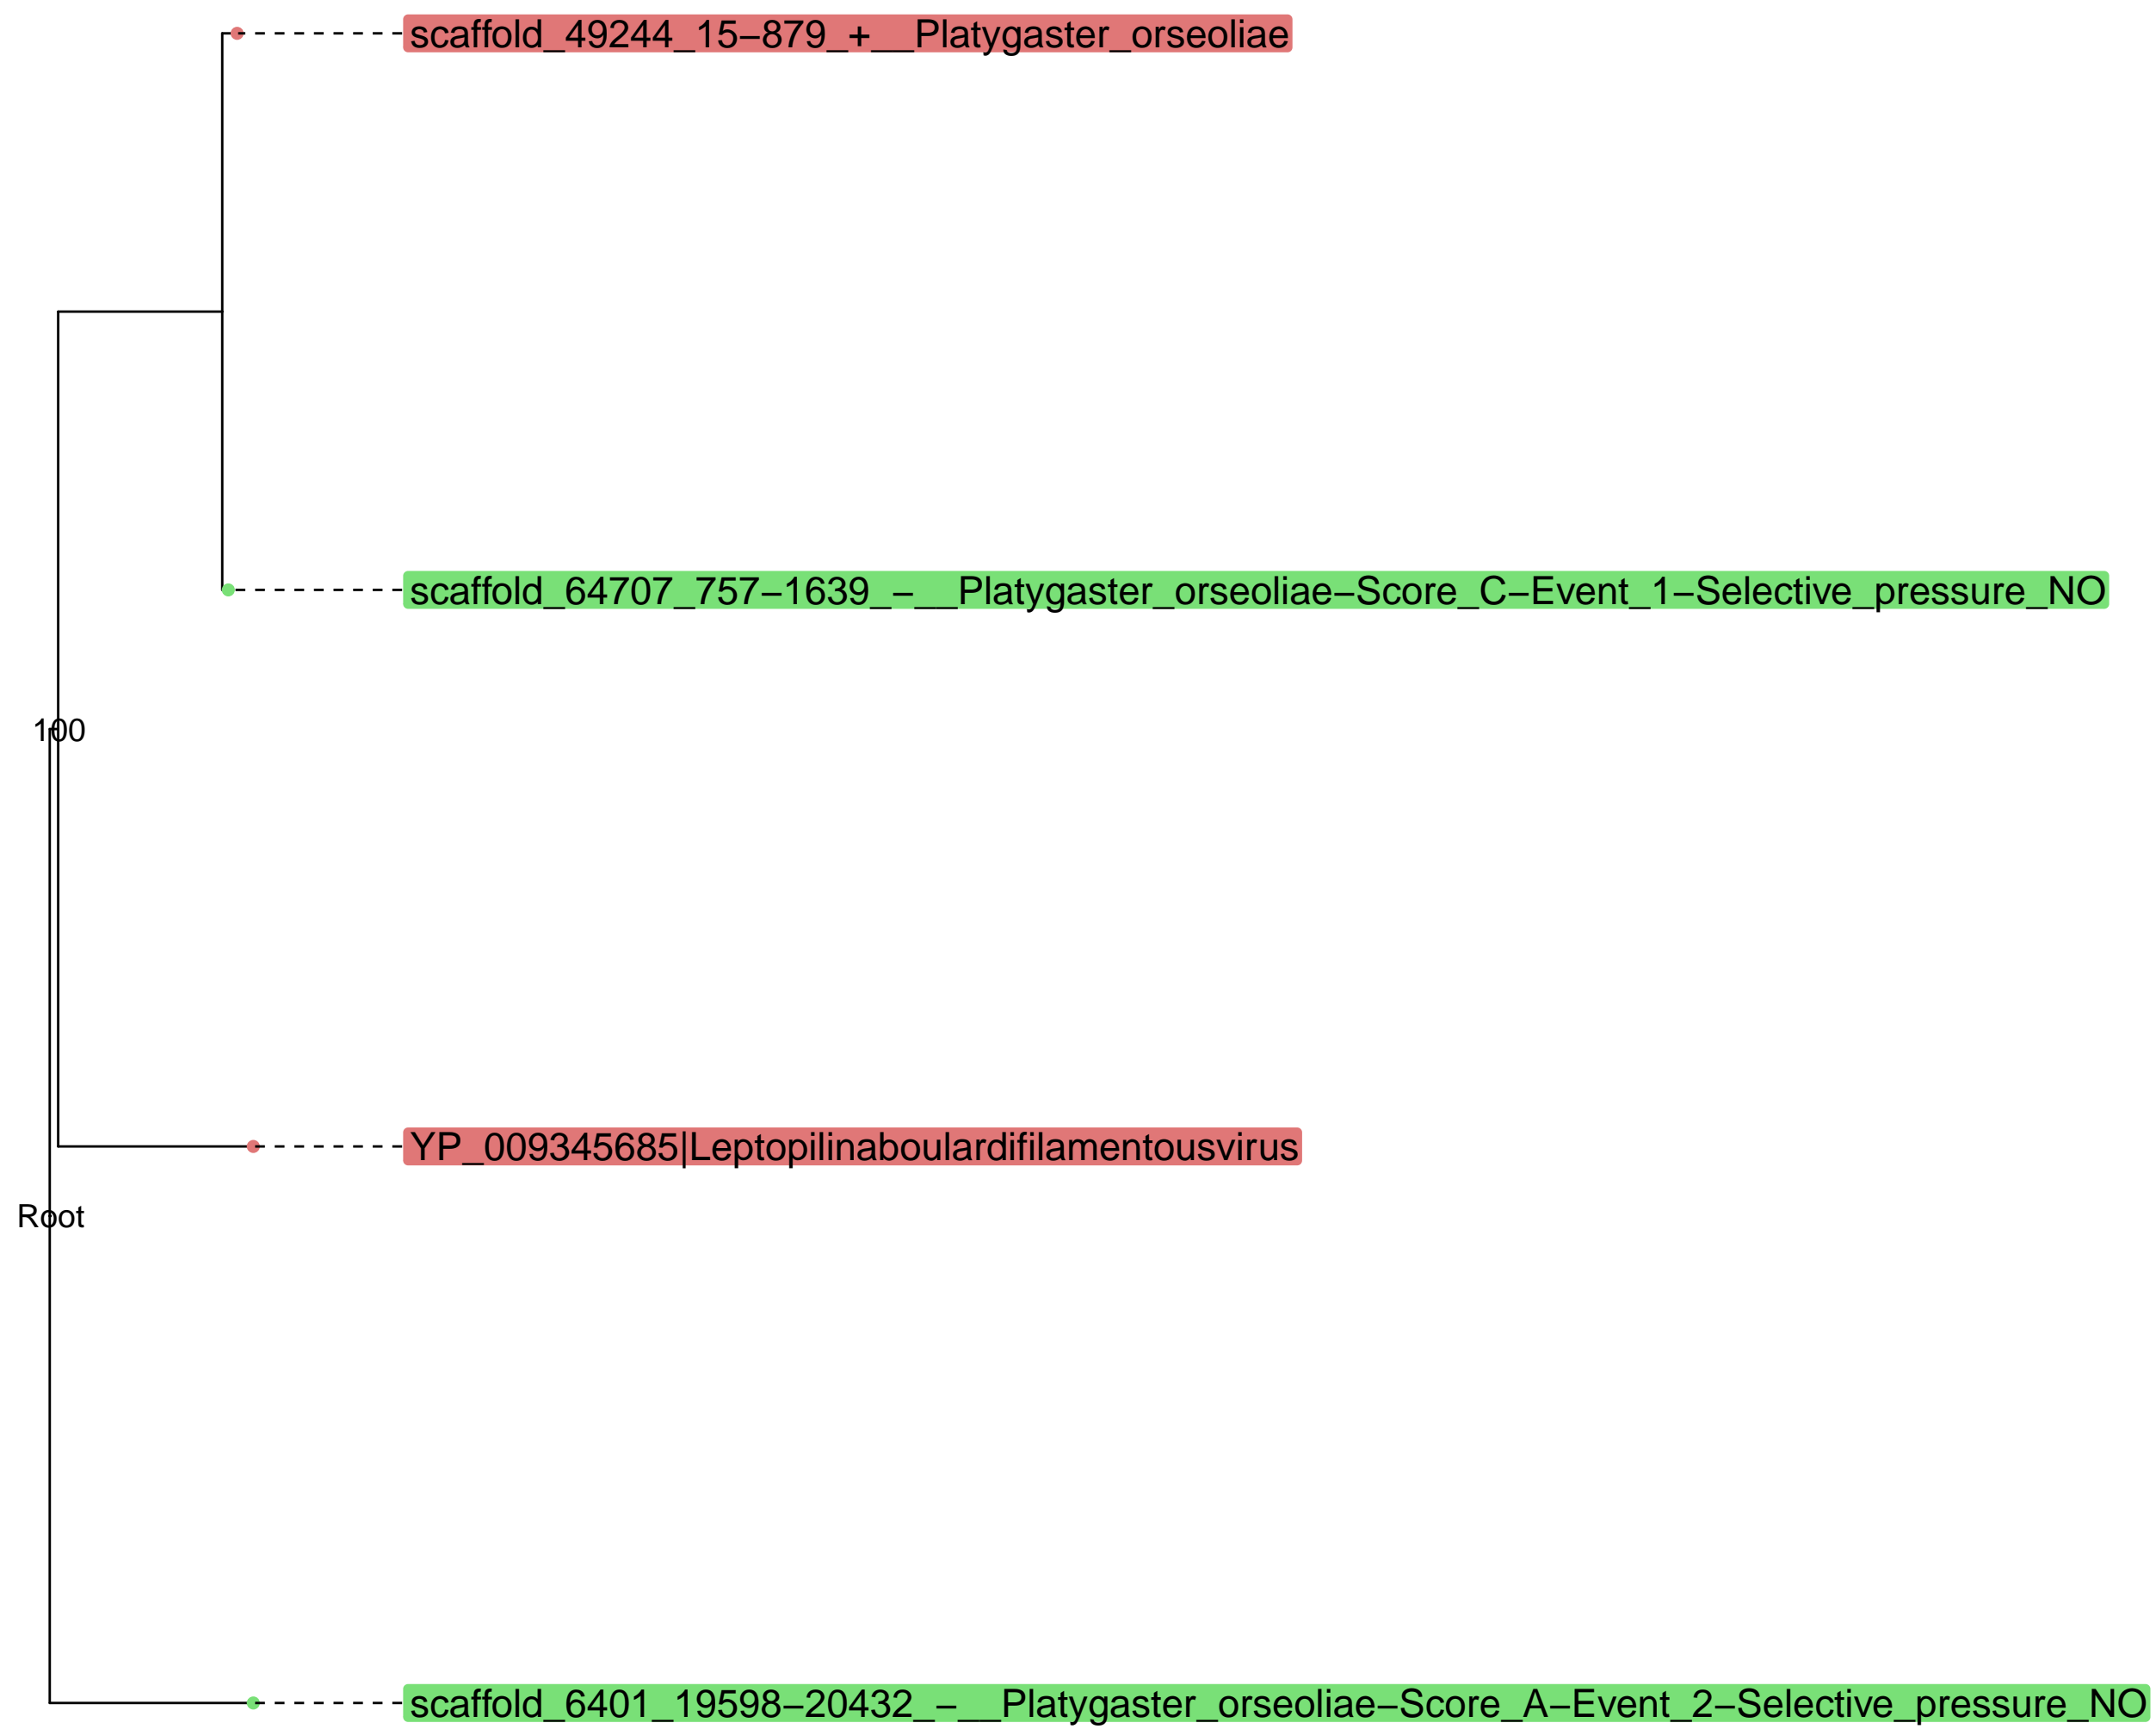 scaffold_49244_15−879_+__Platygaster_orseoliae
scaffold_64707_757−1639_−__Platygaster_orseoliae−Score_C−Event_1−Selective_pressure_NO
100
YP_009345685|Leptopilinaboulardifilamentousvirus
Root
scaffold_6401_19598−20432_−__Platygaster_orseoliae−Score_A−Event_2−Selective_pressure_NO